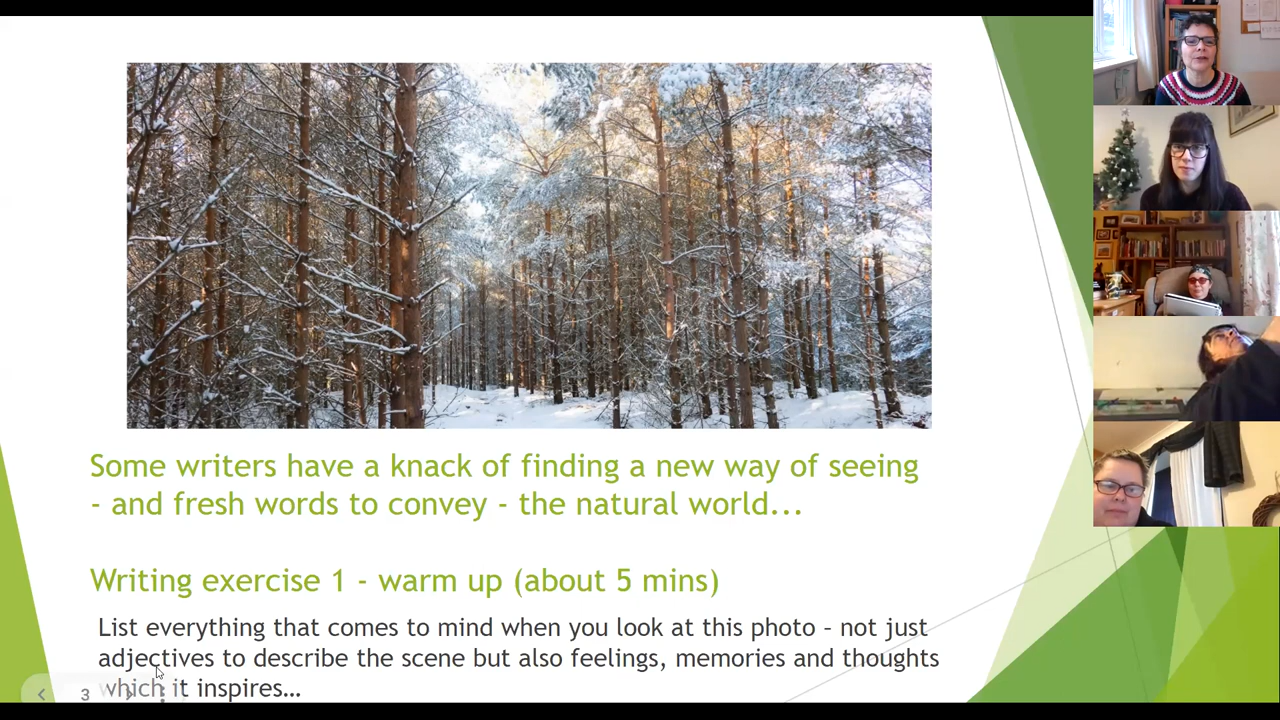 Some writers have a knack of finding a new way of seeing
- and fresh words to convey - the natural world...
Writing exercise 1 - warm up (about 5 mins)
List everything that comes to mind when you look at this photo – not just
adjectives to describe the scene but also feelings, memories and thoughts
which it inspires…
3